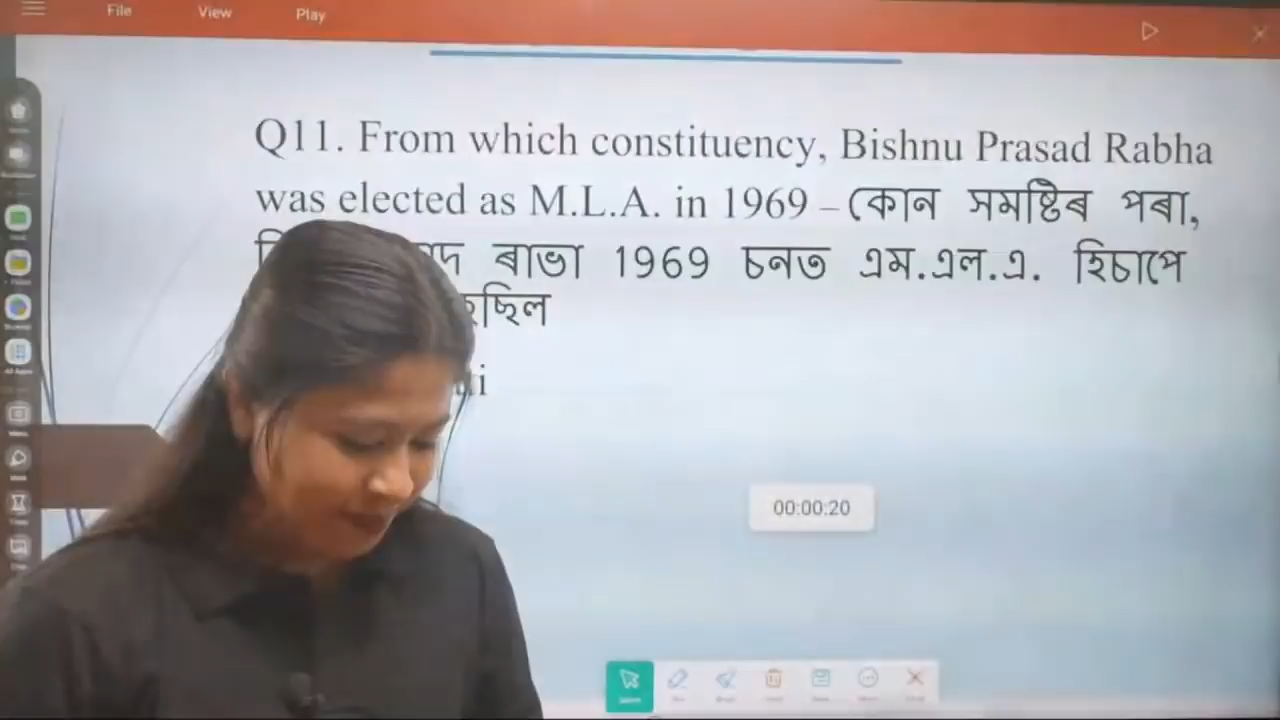 File View Play
Q11. From which constituency, Bishnu Prasad Rabha
was elected as M.L.A. in 1969 – কোন সমষ্টিৰ পৰা,
ৰাভা 1969 চনত এম.এল.এ. হিচাপে
00:00:20